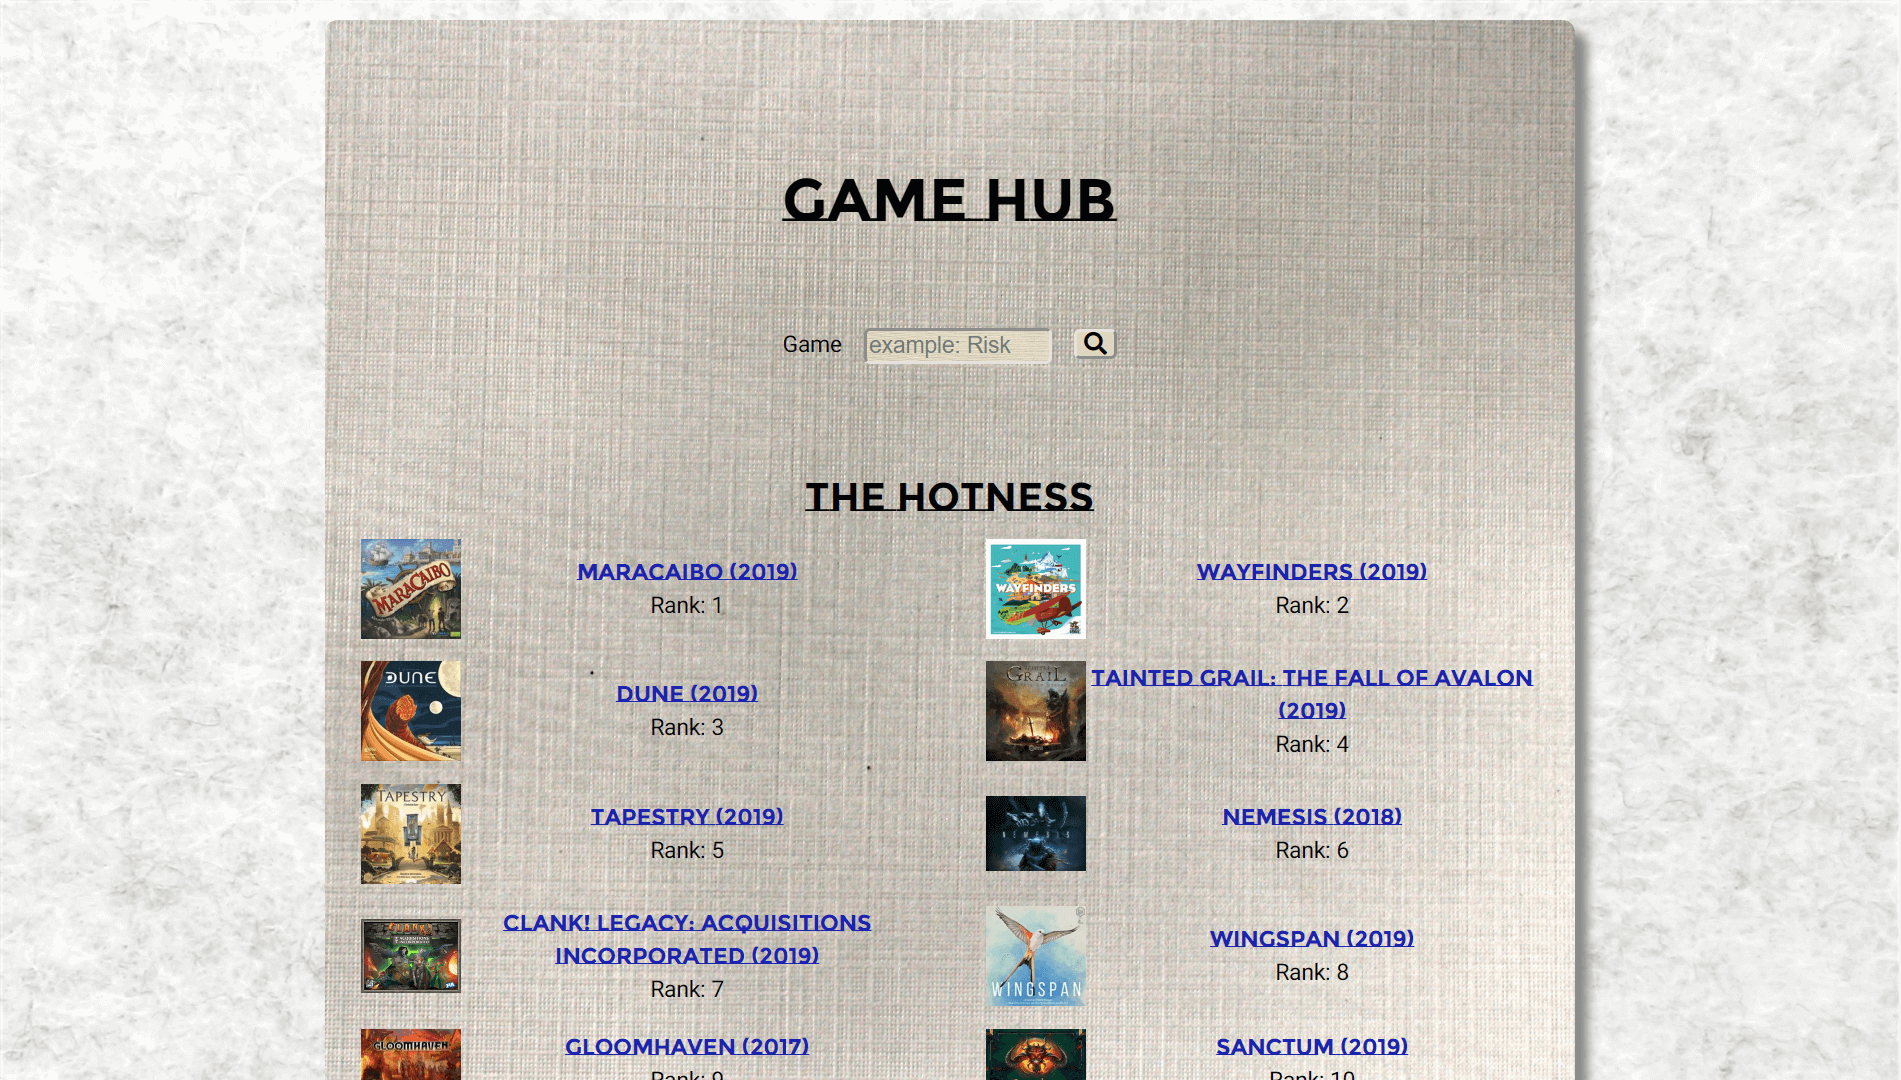 GAME HUB
Game example: Risk
THE HOTNESS
MARACAIBO
MARACAIBO (2019)
Rank: 1
WAYFINDERS
WAYFINDERS (2019)
Rank: 2
DUNE
DUNE (2019)
Rank: 3
GRAIL
TAINTED GRAIL: THE FALL OF AVALON
(2019)
Rank: 4
TAPESTRY
TAPESTRY (2019)
Rank: 5
NEMESIS
NEMESIS (2018)
Rank: 6
CLANK!
CLANK! LEGACY: ACQUISITIONS
INCORPORATED (2019)
Rank: 7
WINGSPAN
WINGSPAN (2019)
Rank: 8
GLOOMHAVEN
GLOOMHAVEN (2017)
Rank: 9
SANCTUM (2019)
Rank: 10